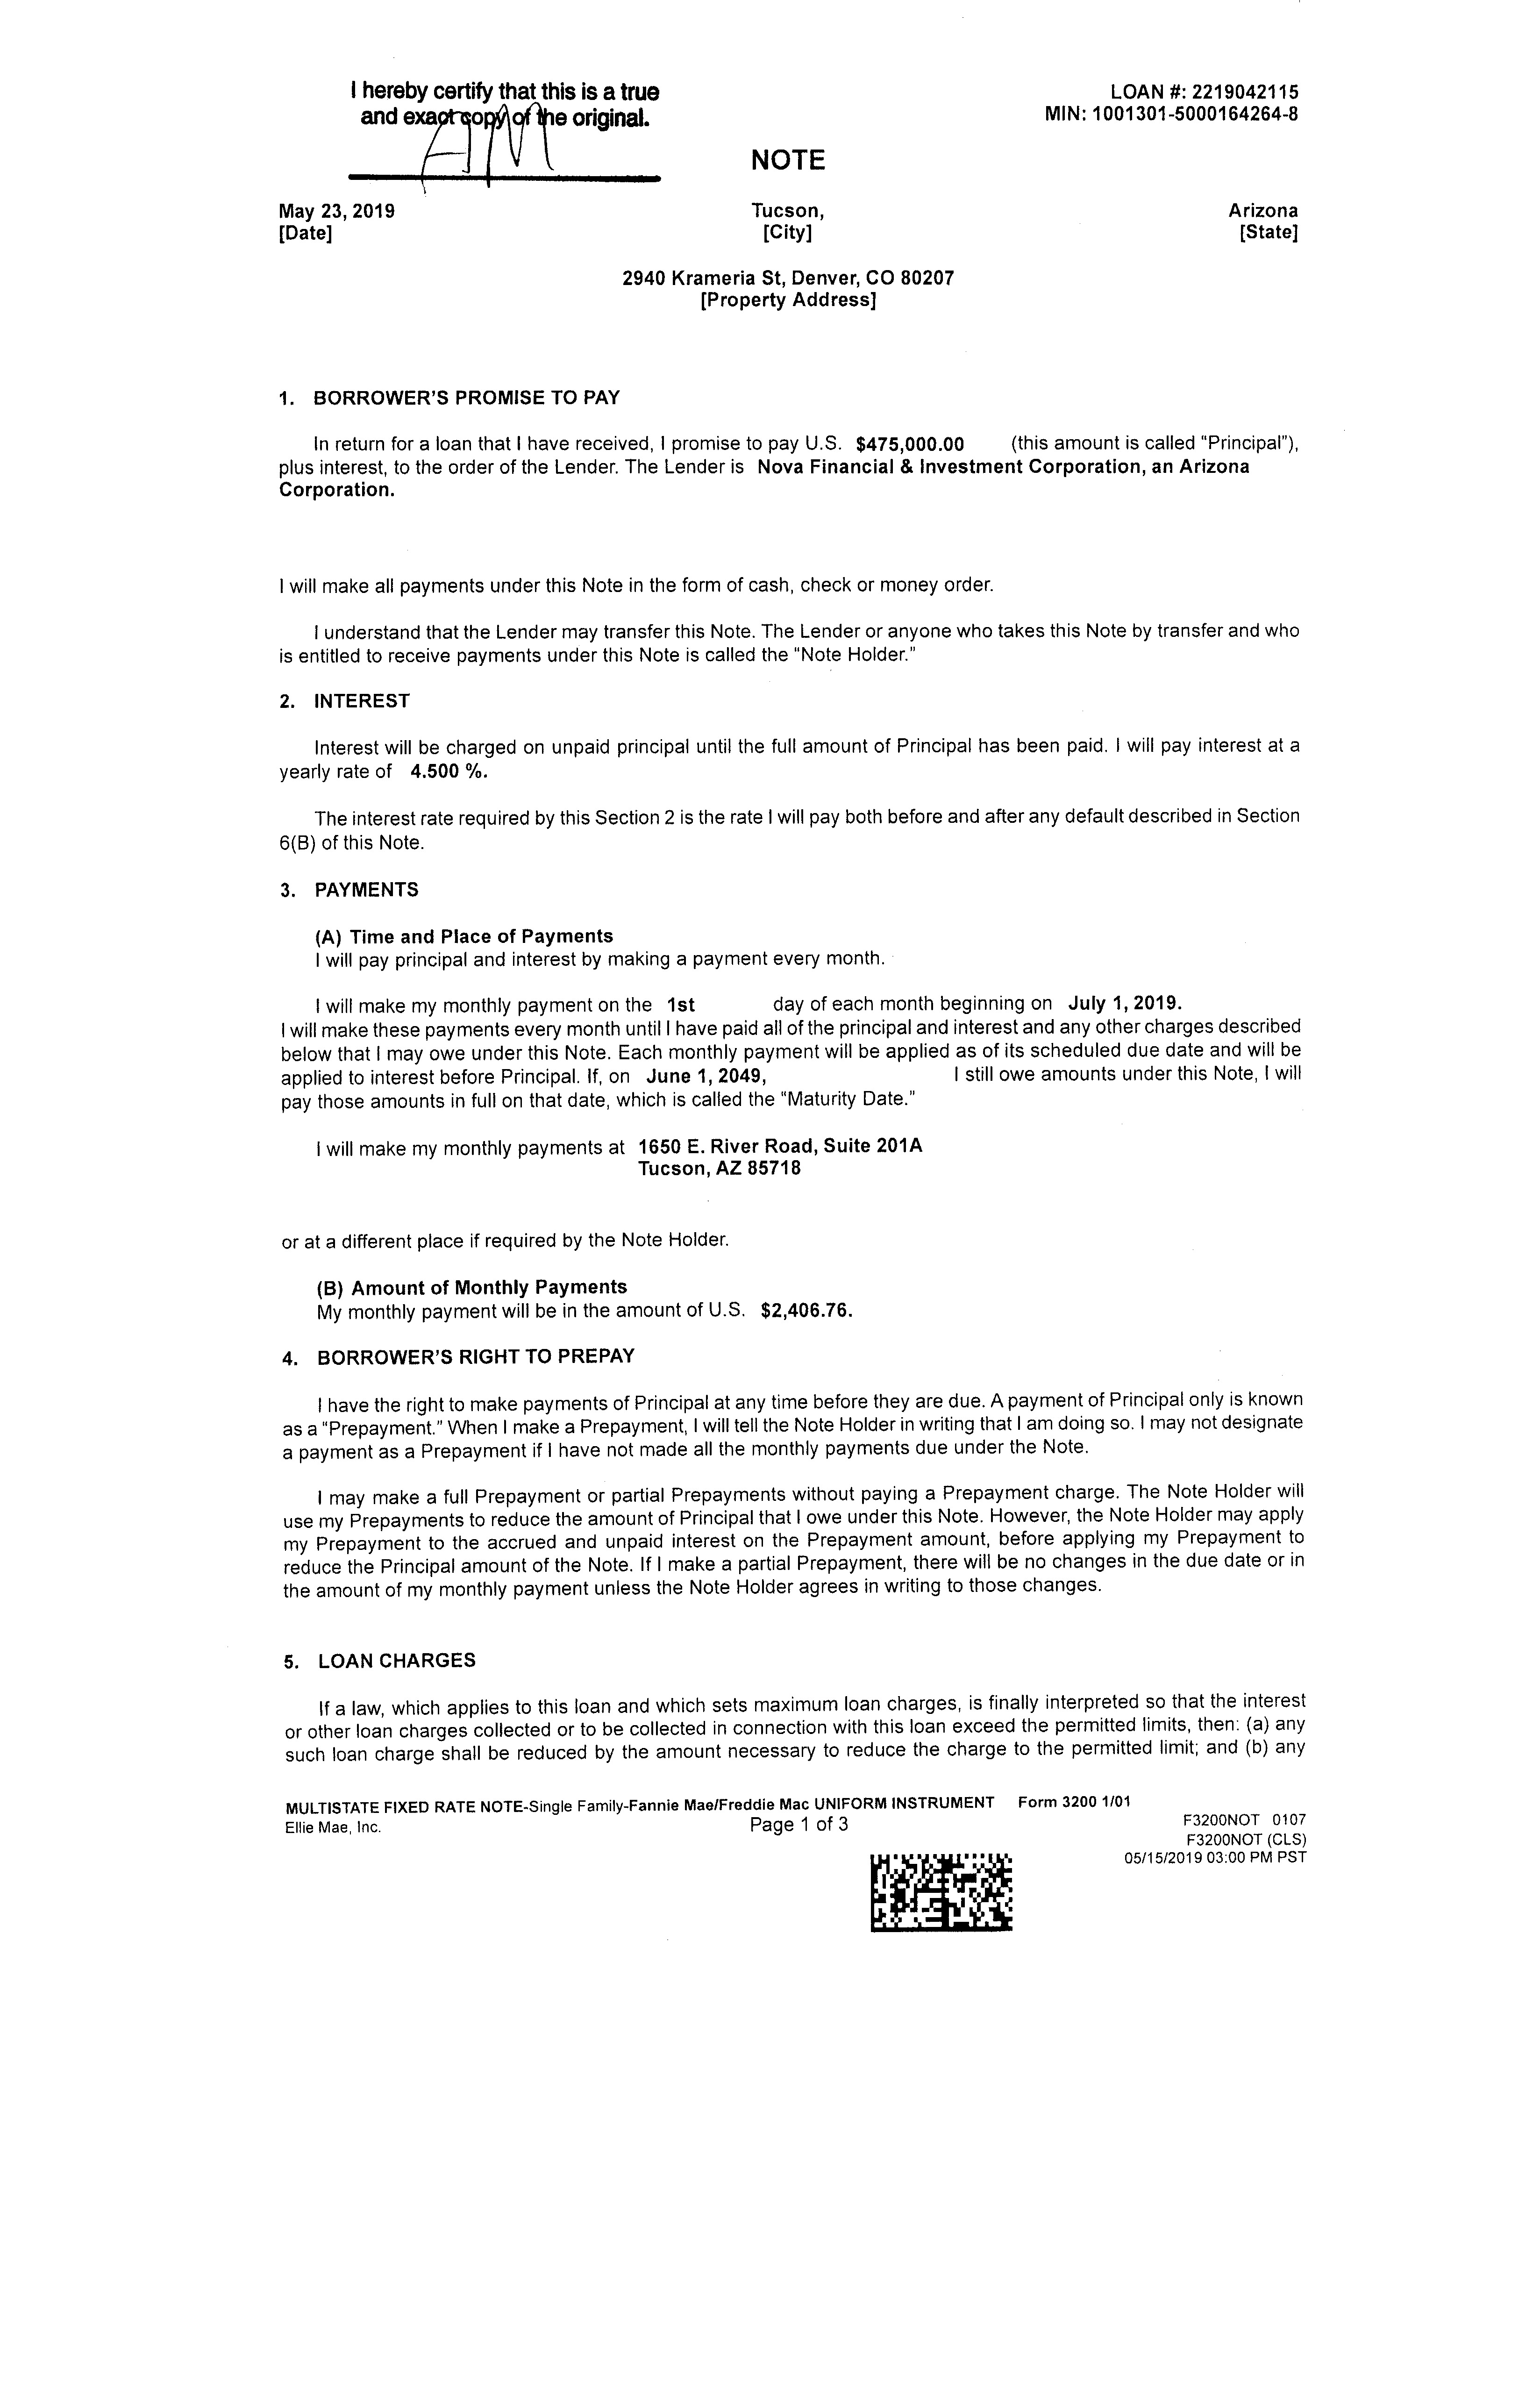 I hereby certify that this is a true
and exact copy of the original.
LOAN #: 2219042115
MIN: 1001301-5000164264-8
NOTE
May 23, 2019 Tucson, Arizona
[Date] [City] [State]
2940 Krameria St, Denver, CO 80207
[Property Address]
1. BORROWER'S PROMISE TO PAY
In return for a loan that I have received, I promise to pay U.S. $475,000.00 (this amount is called "Principal"),
plus interest, to the order of the Lender. The Lender is Nova Financial & Investment Corporation, an Arizona
Corporation.
I will make all payments under this Note in the form of cash, check or money order.
I understand that the Lender may transfer this Note. The Lender or anyone who takes this Note by transfer and who
is entitled to receive payments under this Note is called the "Note Holder."
2. INTEREST
Interest will be charged on unpaid principal until the full amount of Principal has been paid. I will pay interest at a
yearly rate of 4.500 %.
The interest rate required by this Section 2 is the rate I will pay both before and after any default described in Section
6(B) of this Note.
3. PAYMENTS
(A) Time and Place of Payments
I will pay principal and interest by making a payment every month.
I will make my monthly payment on the 1st day of each month beginning on July 1, 2019.
I will make these payments every month until I have paid all of the principal and interest and any other charges described
below that I may owe under this Note. Each monthly payment will be applied as of its scheduled due date and will be
applied to interest before Principal. If, on June 1, 2049, I still owe amounts under this Note, I will
pay those amounts in full on that date, which is called the "Maturity Date."
I will make my monthly payments at 1650 E. River Road, Suite 201A
Tucson, AZ 85718
or at a different place if required by the Note Holder.
(B) Amount of Monthly Payments
My monthly payment will be in the amount of U.S. $2,406.76.
4. BORROWER'S RIGHT TO PREPAY
I have the right to make payments of Principal at any time before they are due. A payment of Principal only is known
as a "Prepayment." When I make a Prepayment, I will tell the Note Holder in writing that I am doing so. I may not designate
a payment as a Prepayment if I have not made all the monthly payments due under the Note.
I may make a full Prepayment or partial Prepayments without paying a Prepayment charge. The Note Holder will
use my Prepayments to reduce the amount of Principal that I owe under this Note. However, the Note Holder may apply
my Prepayment to the accrued and unpaid interest on the Prepayment amount, before applying my Prepayment to
reduce the Principal amount of the Note. If I make a partial Prepayment, there will be no changes in the due date or in
the amount of my monthly payment unless the Note Holder agrees in writing to those changes.
5. LOAN CHARGES
If a law, which applies to this loan and which sets maximum loan charges, is finally interpreted so that the interest
or other loan charges collected or to be collected in connection with this loan exceed the permitted limits, then: (a) any
such loan charge shall be reduced by the amount necessary to reduce the charge to the permitted limit; and (b) any
MULTISTATE FIXED RATE NOTE-Single Family-Fannie Mae/Freddie Mac UNIFORM INSTRUMENT Form 3200 1/01
Ellie Mae, Inc. Page 1 of 3 F3200NOT 0107
F3200NOT (CLS)
05/15/2019 03:00 PM PST